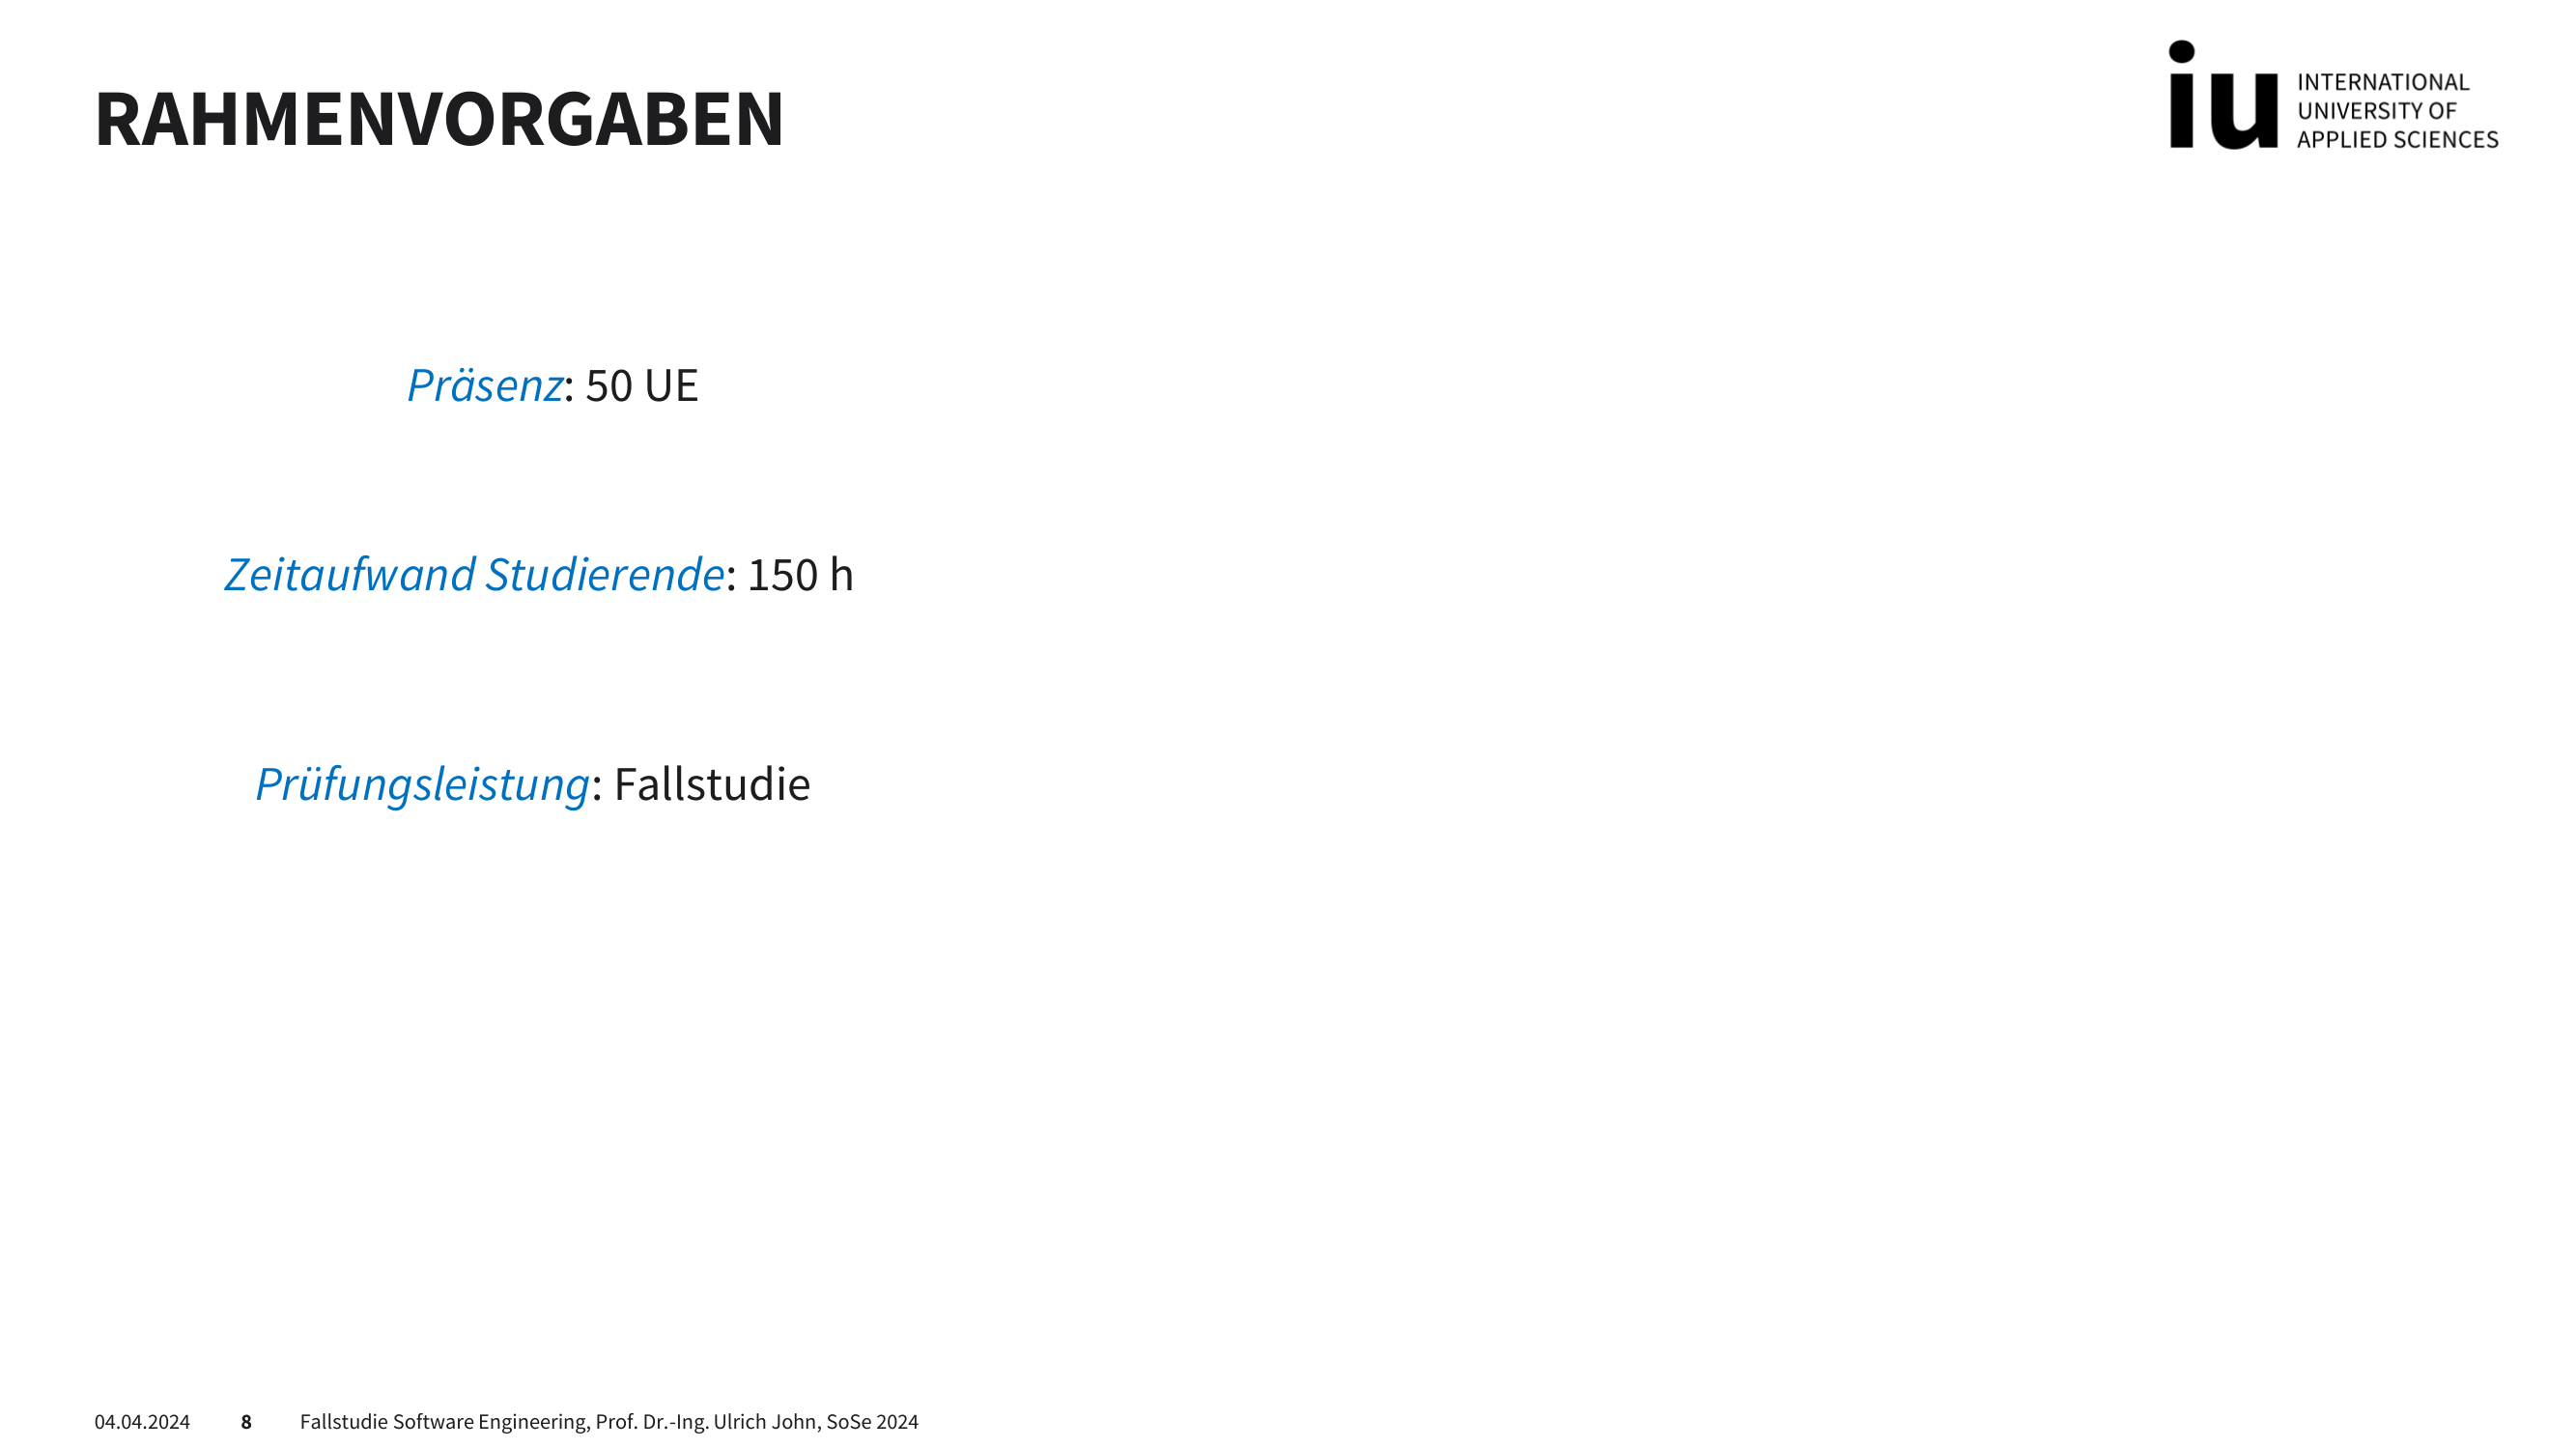 RAHMENVORGABEN
iu
INTERNATIONAL
UNIVERSITY OF
APPLIED SCIENCES
Präsenz: 50 UE
Zeitaufwand Studierende: 150 h
Prüfungsleistung: Fallstudie
04.04.2024 8 Fallstudie Software Engineering, Prof. Dr.-Ing. Ulrich John, SoSe 2024